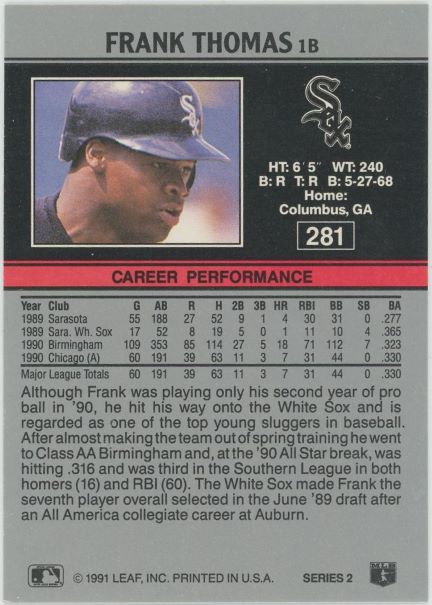 FRANK THOMAS 1B
Sox
HT: 6' 5" WT: 240
B: R T: R B: 5-27-68
Home:
Columbus, GA
281
CAREER PERFORMANCE
Year Club G AB R H 2B 3B HR RBI BB SB BA
1989 Sarasota 55 188 27 52 9 1 4 30 31 0 .277
1989 Sara. Wh. Sox 17 52 8 19 5 0 1 11 10 4 .365
1990 Birmingham 109 353 85 114 27 5 18 71 112 7 .323
1990 Chicago (A) 60 191 39 63 11 3 7 31 44 0 .330
Major League Totals 60 191 39 63 11 3 7 31 44 0 .330
Although Frank was playing only his second year of pro
ball in '90, he hit his way onto the White Sox and is
regarded as one of the top young sluggers in baseball.
After almost making the team out of spring training he went
to Class AA Birmingham and, at the '90 All Star break, was
hitting .316 and was third in the Southern League in both
homers (16) and RBI (60). The White Sox made Frank the
seventh player overall selected in the June '89 draft after
an All America collegiate career at Auburn.
© 1991 LEAF, INC. PRINTED IN U.S.A. SERIES 2